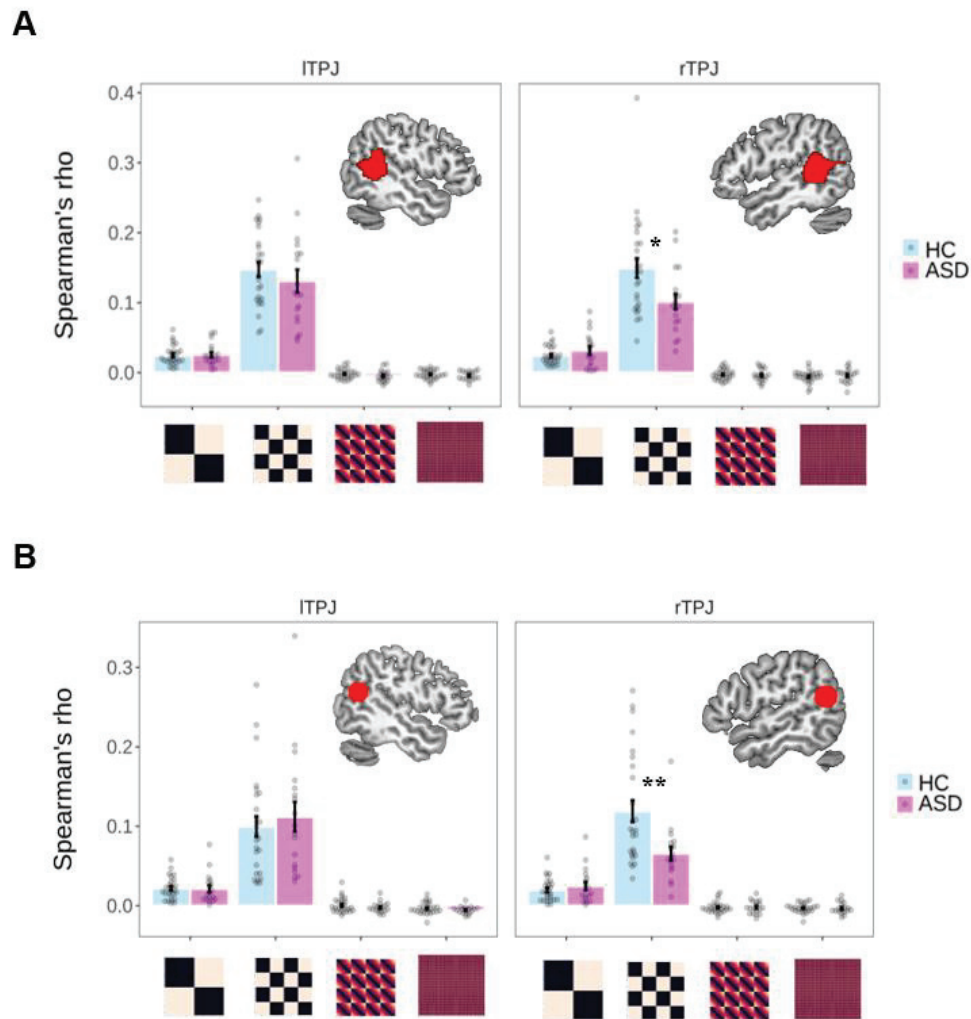 A
lTPJ
rTPJ
0.4
0.3
0.2
0.1
0.0
Spearman's rho
*
HC
ASD
B
lTPJ
rTPJ
0.3
0.2
0.1
0.0
Spearman's rho
**
HC
ASD